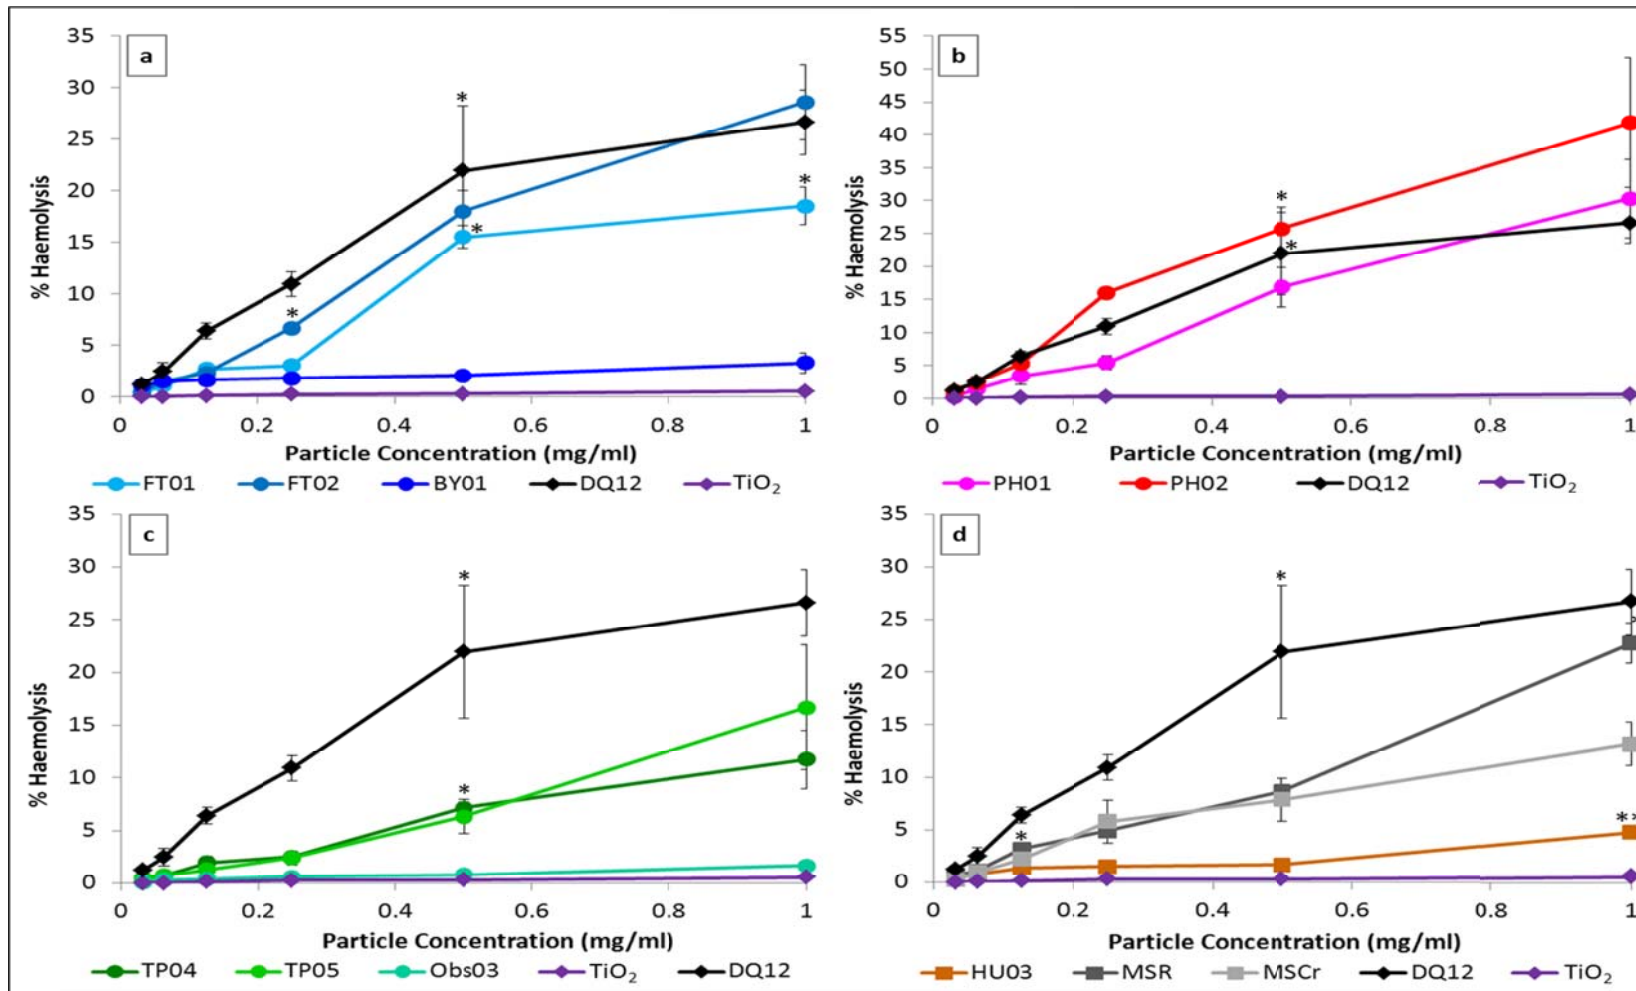 a
35
30
25
20
15
10
5
0
% Haemolysis
* * * *
0 0.2 0.4 0.6 0.8 1
Particle Concentration (mg/ml)
FT01 FT02 BY01 DQ12 TiO₂
b
55
50
45
40
35
30
25
20
15
10
5
0
% Haemolysis
* *
0 0.2 0.4 0.6 0.8 1
Particle Concentration (mg/ml)
PH01 PH02 DQ12 TiO₂
c
35
30
25
20
15
10
5
0
% Haemolysis
* *
0 0.2 0.4 0.6 0.8 1
Particle Concentration (mg/ml)
TP04 TP05 Obs03 TiO₂ DQ12
d
35
30
25
20
15
10
5
0
% Haemolysis
* * * **
0 0.2 0.4 0.6 0.8 1
Particle Concentration (mg/ml)
HU03 MSR MSCr DQ12 TiO₂